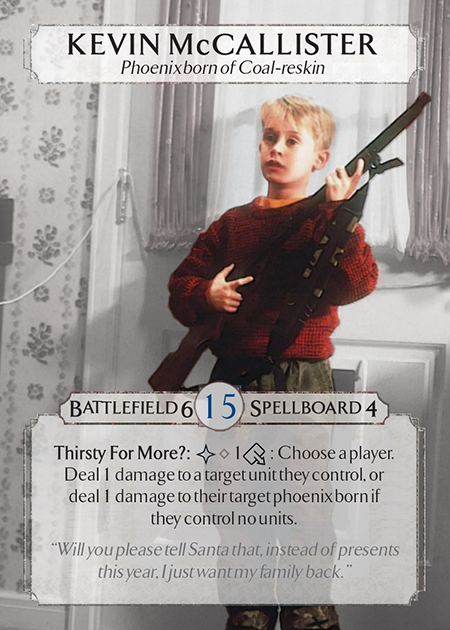 KEVIN McCALLISTER
Phoenixborn of Coal-reskin
BATTLEFIELD 6 15 SPELLBOARD 4
Thirsty For More?: 1 : Choose a player.
Deal 1 damage to a target unit they control, or
deal 1 damage to their target phoenixborn if
they control no units.
“Will you please tell Santa that, instead of presents
this year, I just want my family back.”